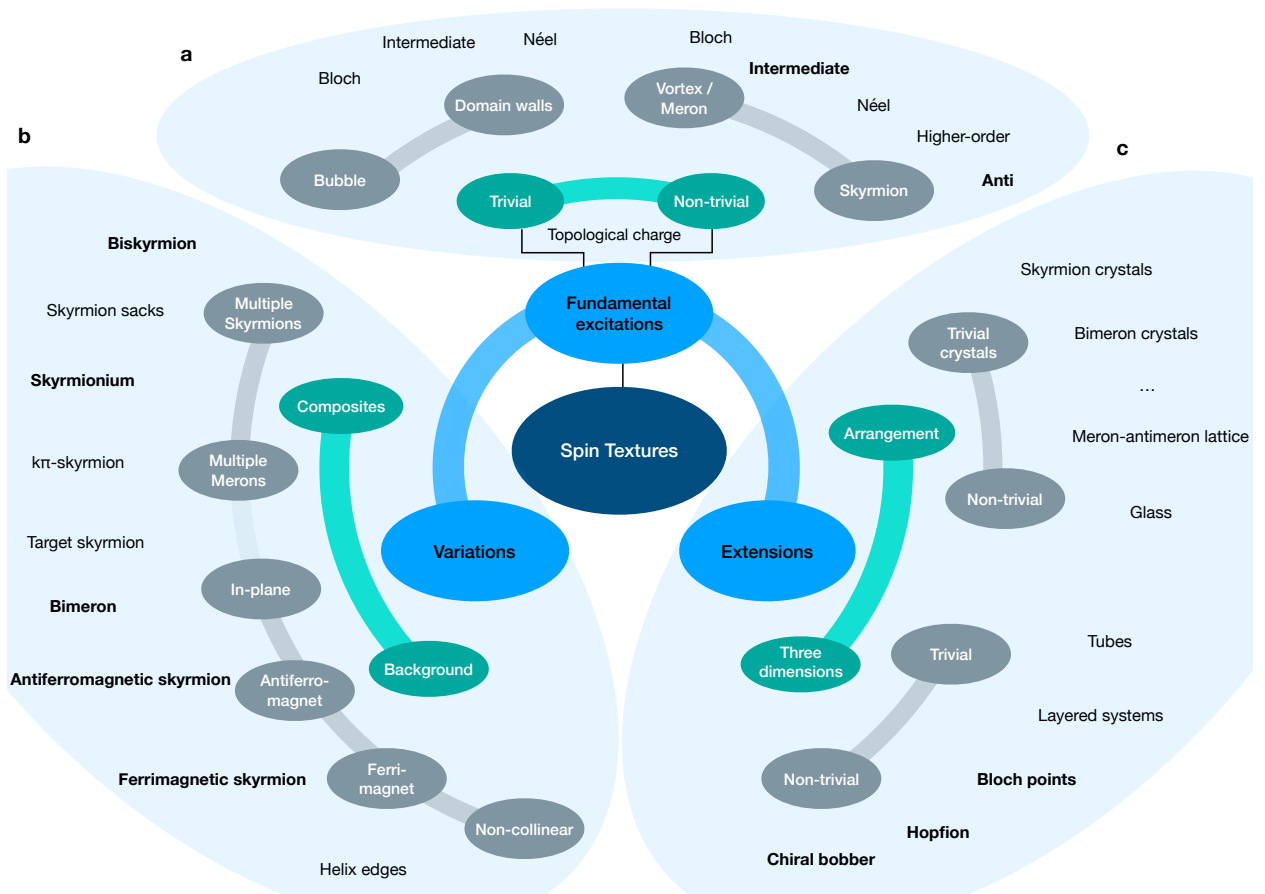 a
Intermediate
Néel
Bloch
Bloch
Intermediate
Domain walls
Vortex /
Meron
Néel
Higher-order
Bubble
Skyrmion
Anti
Trivial
Non-trivial
Topological charge
Fundamental
excitations
Spin Textures
Variations
Extensions
b
Biskyrmion
Skyrmion sacks
Multiple
Skyrmions
Skyrmionium
Composites
kπ-skyrmion
Multiple
Merons
Target skyrmion
In-plane
Bimeron
Background
Antiferromagnetic skyrmion
Antiferro-
magnet
Ferrimagnetic skyrmion
Ferri-
magnet
Non-collinear
Helix edges
c
Skyrmion crystals
Trivial
crystals
Bimeron crystals
...
Arrangement
Meron-antimeron lattice
Non-trivial
Glass
Three
dimensions
Trivial
Tubes
Layered systems
Non-trivial
Bloch points
Hopfion
Chiral bobber